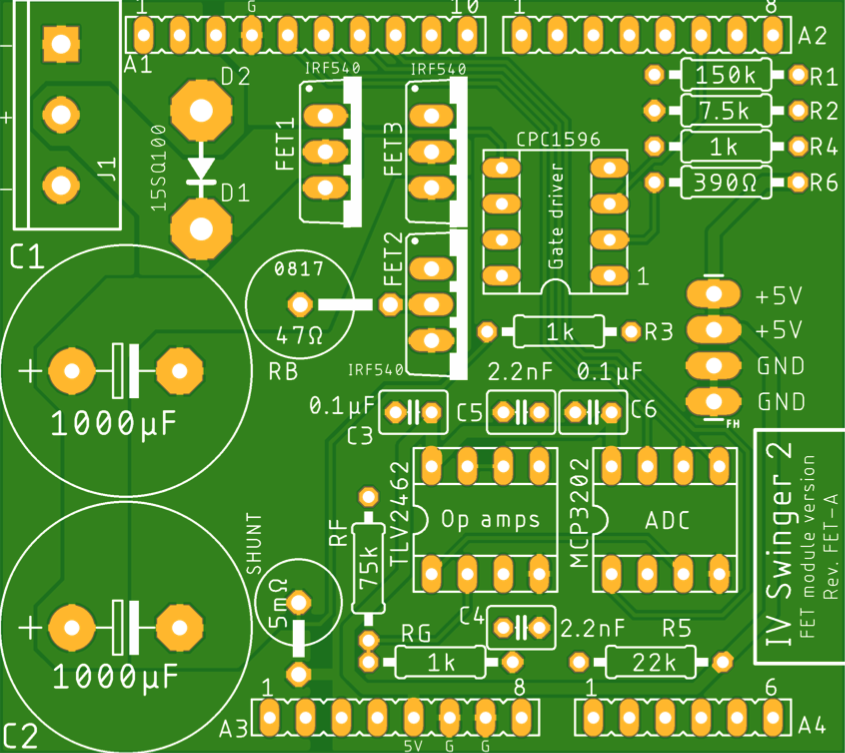 1
G
10
1
8
A1
A2
IRF540
IRF540
D2
150k
R1
7.5k
R2
1k
R4
390Ω
R6
+
J1
15SQ100
D1
FET1
FET3
CPC1596
Gate driver
1
C1
0817
47Ω
RB
FET2
IRF540
1k
R3
+5V
+5V
GND
GND
FH
+
1000µF
0.1µF
C3
2.2nF
C5
0.1µF
C6
TLV2462
Op amps
MCP3202
ADC
IV Swinger 2
FET module version
Rev. FET-A
SHUNT
5mΩ
RF
75k
+
1000µF
C2
C4
2.2nF
RG
1k
R5
22k
1
8
A3
5V
G
G
1
6
A4